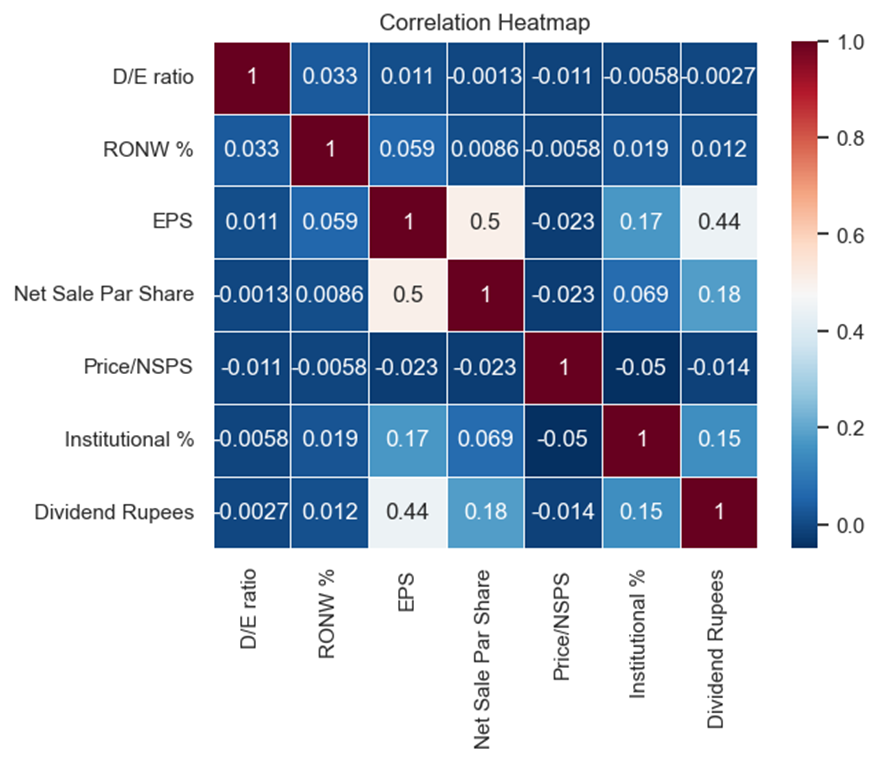 Correlation Heatmap
D/E ratio 1 0.033 0.011 -0.0013 -0.011 -0.0058 -0.0027
RONW % 0.033 1 0.059 0.0086 -0.0058 0.019 0.012
EPS 0.011 0.059 1 0.5 -0.023 0.17 0.44
Net Sale Par Share -0.0013 0.0086 0.5 1 -0.023 0.069 0.18
Price/NSPS -0.011 -0.0058 -0.023 -0.023 1 -0.05 -0.014
Institutional % -0.0058 0.019 0.17 0.069 -0.05 1 0.15
Dividend Rupees -0.0027 0.012 0.44 0.18 -0.014 0.15 1
D/E ratio
RONW %
EPS
Net Sale Par Share
Price/NSPS
Institutional %
Dividend Rupees
1.0
0.8
0.6
0.4
0.2
0.0